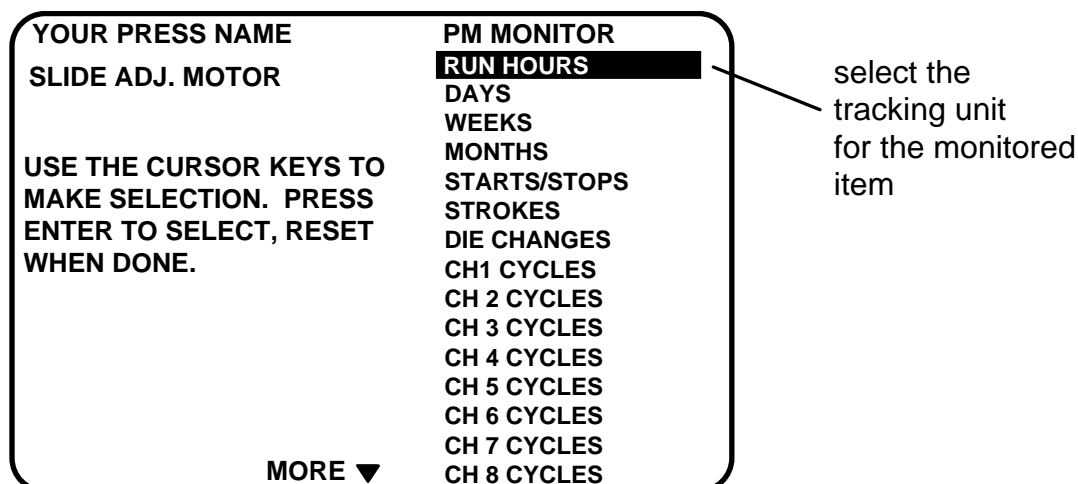 YOUR PRESS NAME
SLIDE ADJ. MOTOR
USE THE CURSOR KEYS TO
MAKE SELECTION. PRESS
ENTER TO SELECT, RESET
WHEN DONE.
MORE
PM MONITOR
RUN HOURS
DAYS
WEEKS
MONTHS
STARTS/STOPS
STROKES
DIE CHANGES
CH1 CYCLES
CH 2 CYCLES
CH 3 CYCLES
CH 4 CYCLES
CH 5 CYCLES
CH 6 CYCLES
CH 7 CYCLES
CH 8 CYCLES
select the
tracking unit
for the monitored
item